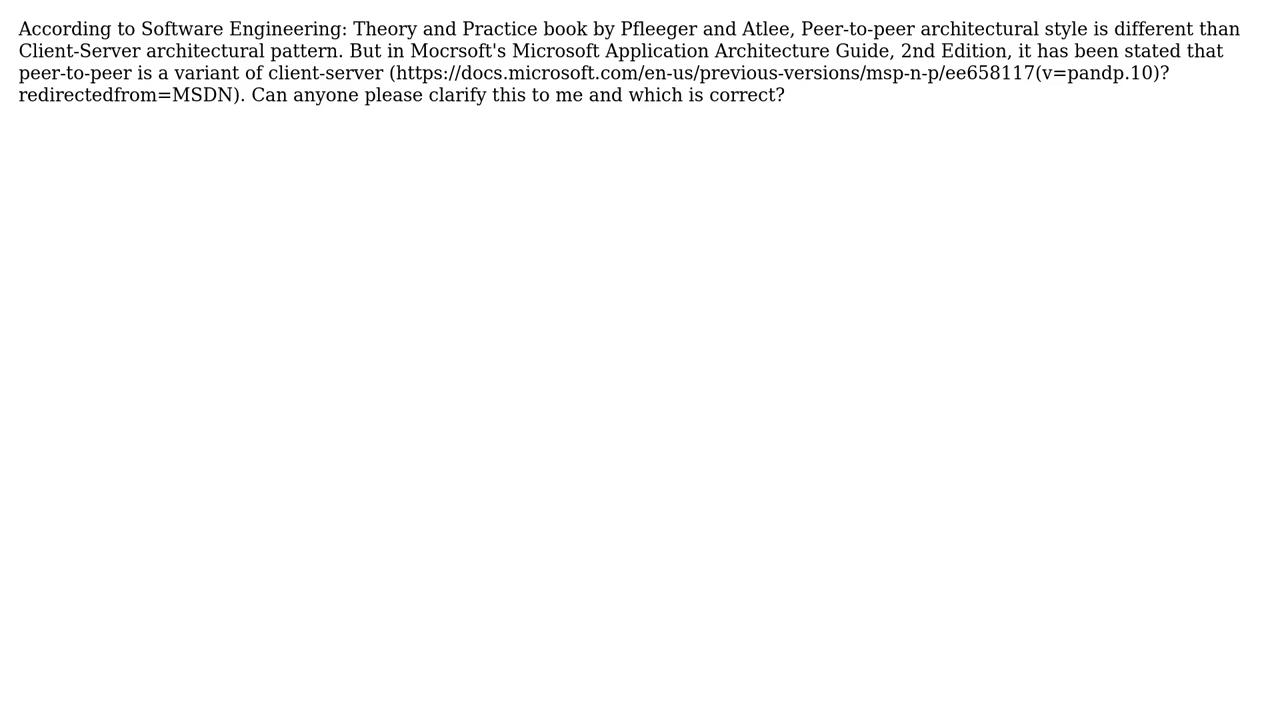 According to Software Engineering: Theory and Practice book by Pfleeger and Atlee, Peer-to-peer architectural style is different than
Client-Server architectural pattern. But in Mocrsoft's Microsoft Application Architecture Guide, 2nd Edition, it has been stated that
peer-to-peer is a variant of client-server (https://docs.microsoft.com/en-us/previous-versions/msp-n-p/ee658117(v=pandp.10)?
redirectedfrom=MSDN). Can anyone please clarify this to me and which is correct?